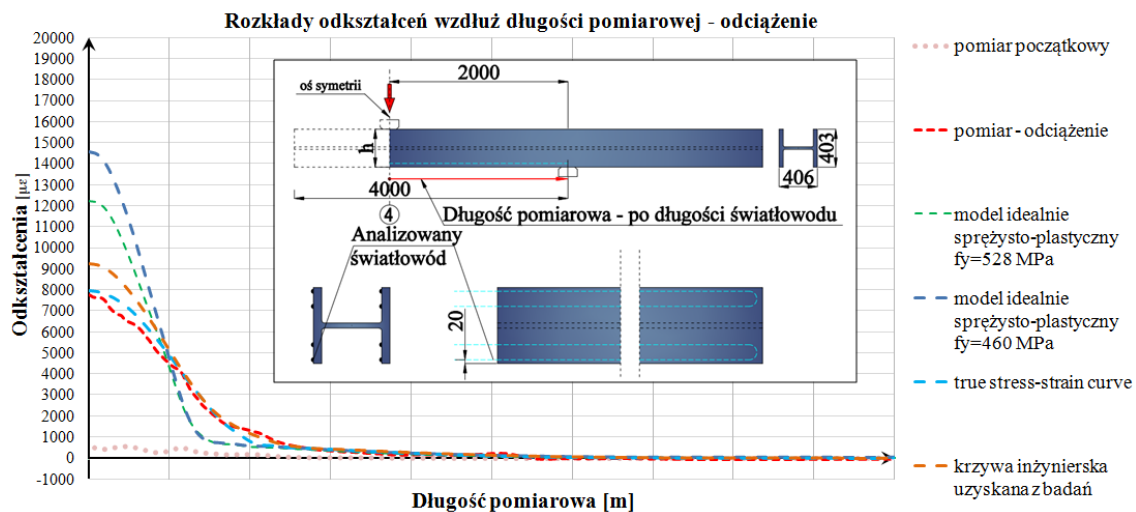 Rozkłady odkształceń wzdłuż długości pomiarowej - odciążenie
Odkształcenia [με]
20000
19000
18000
17000
16000
15000
14000
13000
12000
11000
10000
9000
8000
7000
6000
5000
4000
3000
2000
1000
0
-1000
Długość pomiarowa [m]
2000
oś symetrii
h
403
406
4000
4
Długość pomiarowa - po długości światłowodu
Analizowany
światłowód
20
pomiar początkowy
pomiar - odciążenie
model idealnie
sprężysto-plastyczny
fy=528 MPa
model idealnie
sprężysto-plastyczny
fy=460 MPa
true stress-strain curve
krzywa inżynierska
uzyskana z badań